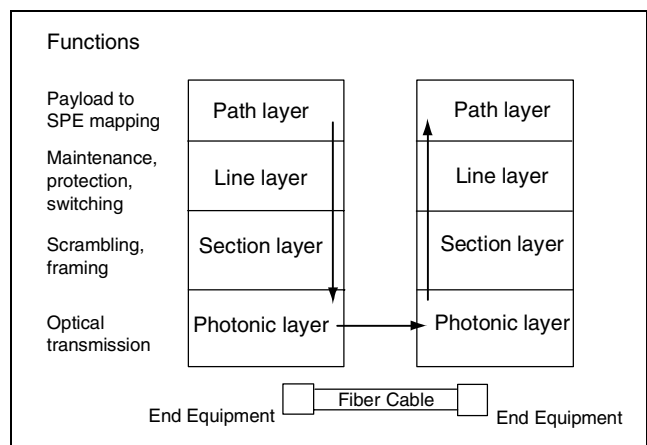 Functions
Payload to
SPE mapping
Path layer
Path layer
Maintenance,
protection,
switching
Line layer
Line layer
Scrambling,
framing
Section layer
Section layer
Optical
transmission
Photonic layer
Photonic layer
Fiber Cable
End Equipment
End Equipment